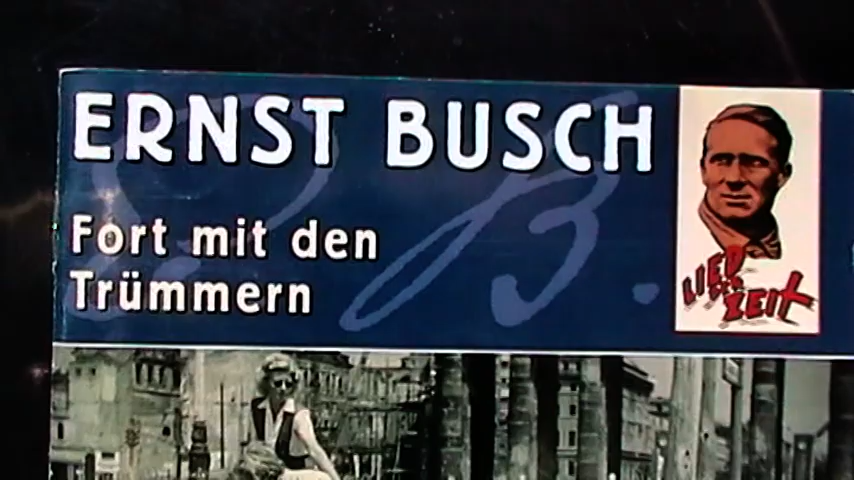 ERNST BUSCH
Fort mit den
Trümmern
LIED
DER
ZEIT